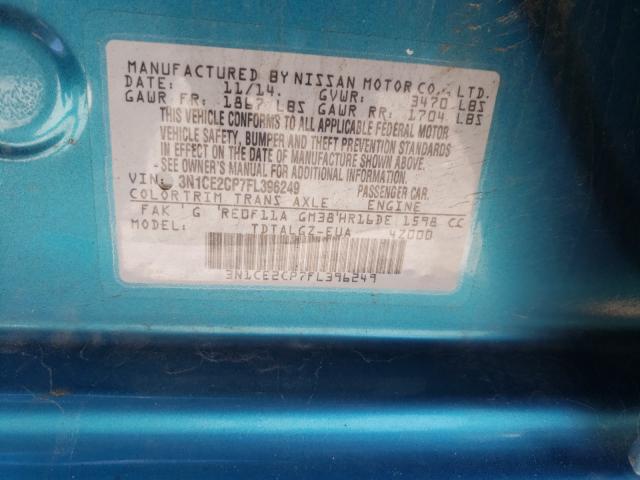 MANUFACTURED BY NISSAN MOTOR CO., LTD.
DATE: 11/14. GVWR: 3470 LBS
GAWR FR: 1867 LBS GAWR RR: 1704 LBS
THIS VEHICLE CONFORMS TO ALL APPLICABLE FEDERAL MOTOR
VEHICLE SAFETY, BUMPER AND THEFT PREVENTION STANDARDS
IN EFFECT ON THE DATE OF MANUFACTURE SHOWN ABOVE.
-SEE OWNER'S MANUAL FOR ADDITIONAL INFORMATION-
VIN: 3N1CE2CP7FL396249 PASSENGER CAR.
COLOR TRIM TRANS AXLE ENGINE
FAK G RE0F11A GM38 HR16DE 1598 CC
MODEL: TDTALGZ-EUA 4Z000
3N1CE2CP7FL396249